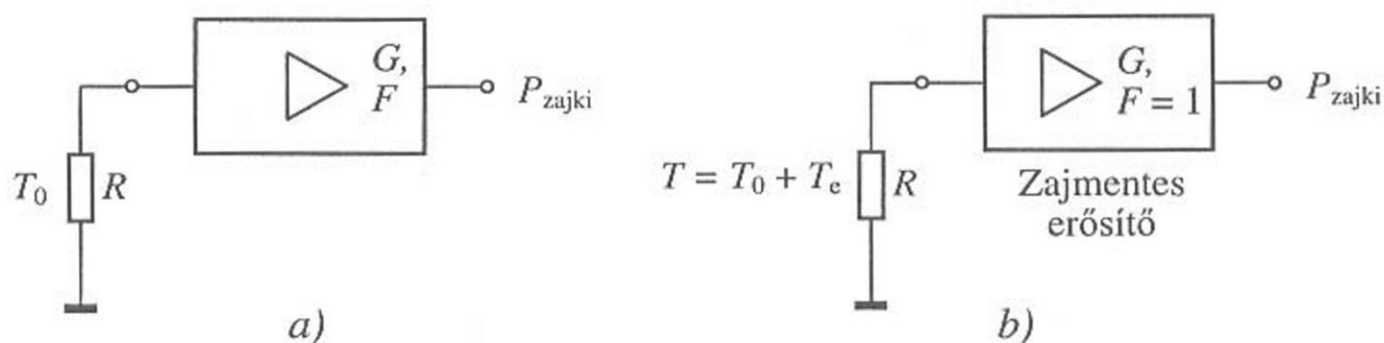 G,
F
P_zajki
T_0
R
a)
G,
F = 1
P_zajki
T = T_0 + T_e
R
Zajmentes
erősítő
b)